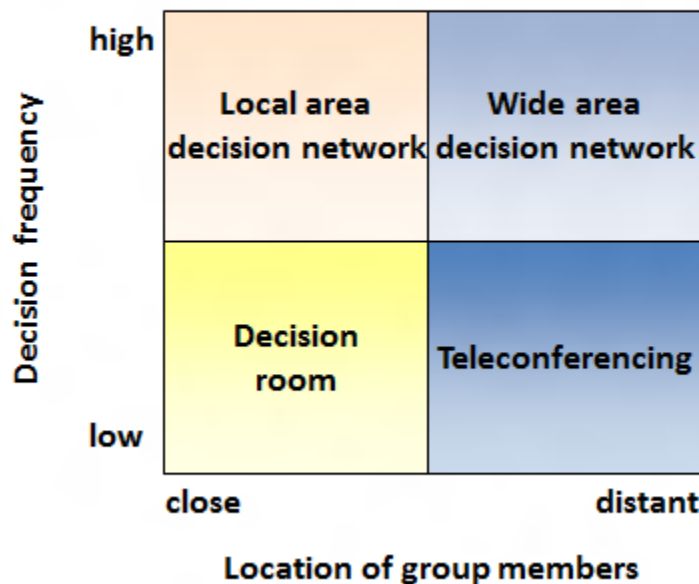 high
Local area
decision network
Wide area
decision network
Decision frequency
Decision
room
Teleconferencing
low
close
distant
Location of group members